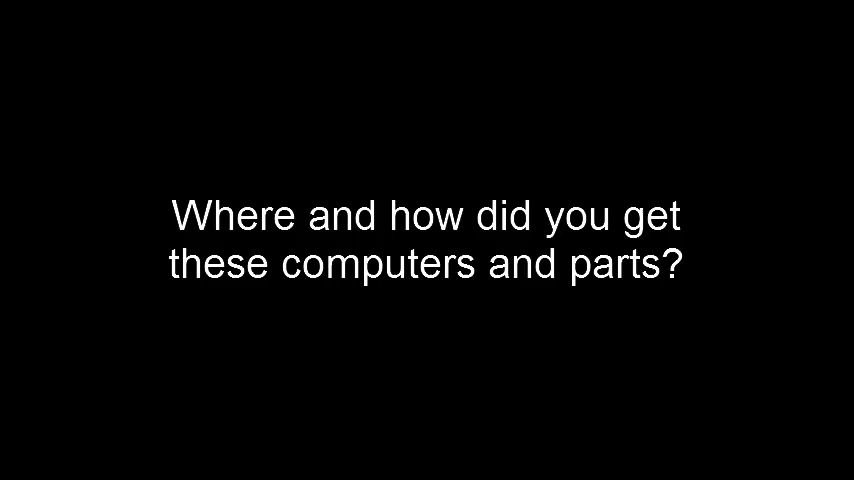 Where and how did you get
these computers and parts?